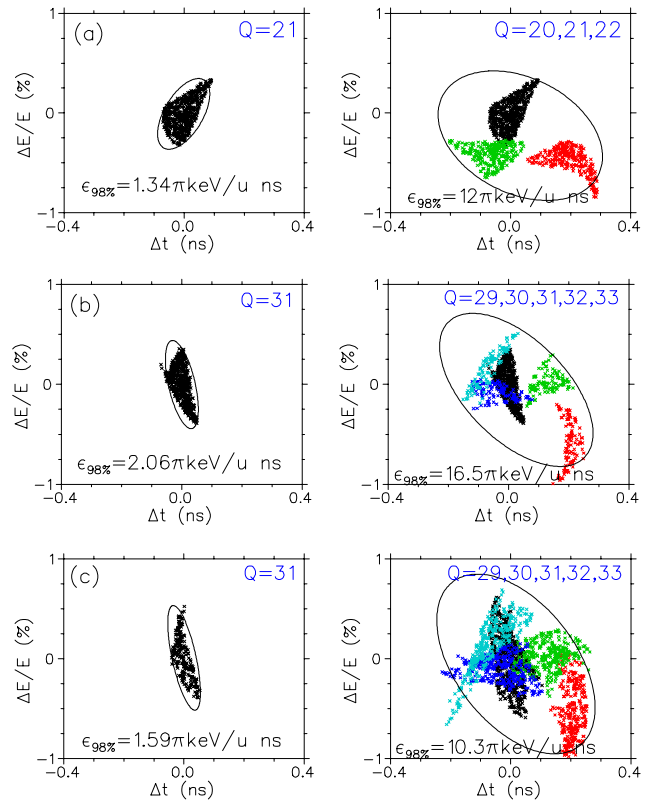 (a)
Q=21
ΔE/E (%)
1
0
−1
ϵ98%=1.34πkeV/u ns
−0.4
0.0
0.4
Δt (ns)
Q=20,21,22
ΔE/E (%)
1
0
−1
ϵ98%=12πkeV/u ns
−0.4
0.0
0.4
Δt (ns)
(b)
Q=31
ΔE/E (%)
1
0
−1
ϵ98%=2.06πkeV/u ns
−0.4
0.0
0.4
Δt (ns)
Q=29,30,31,32,33
ΔE/E (%)
1
0
−1
ϵ98%=16.5πkeV/u ns
−0.4
0.0
0.4
Δt (ns)
(c)
Q=31
ΔE/E (%)
1
0
−1
ϵ98%=1.59πkeV/u ns
−0.4
0.0
0.4
Δt (ns)
Q=29,30,31,32,33
ΔE/E (%)
1
0
−1
ϵ98%=10.3πkeV/u ns
−0.4
0.0
0.4
Δt (ns)